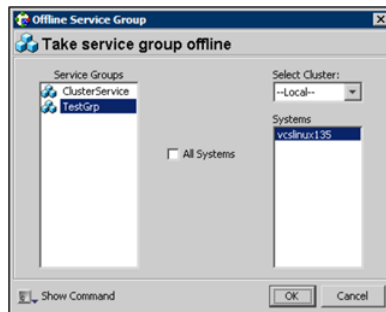 Offline Service Group
Take service group offline
Service Groups
ClusterService
TestGrp
All Systems
Select Cluster:
--Local--
Systems
vcslinux135
Show Command
OK
Cancel